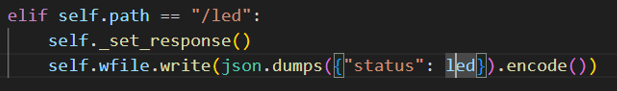 elif self.path == "/led":
self._set_response()
self.wfile.write(json.dumps({"status": led}).encode())